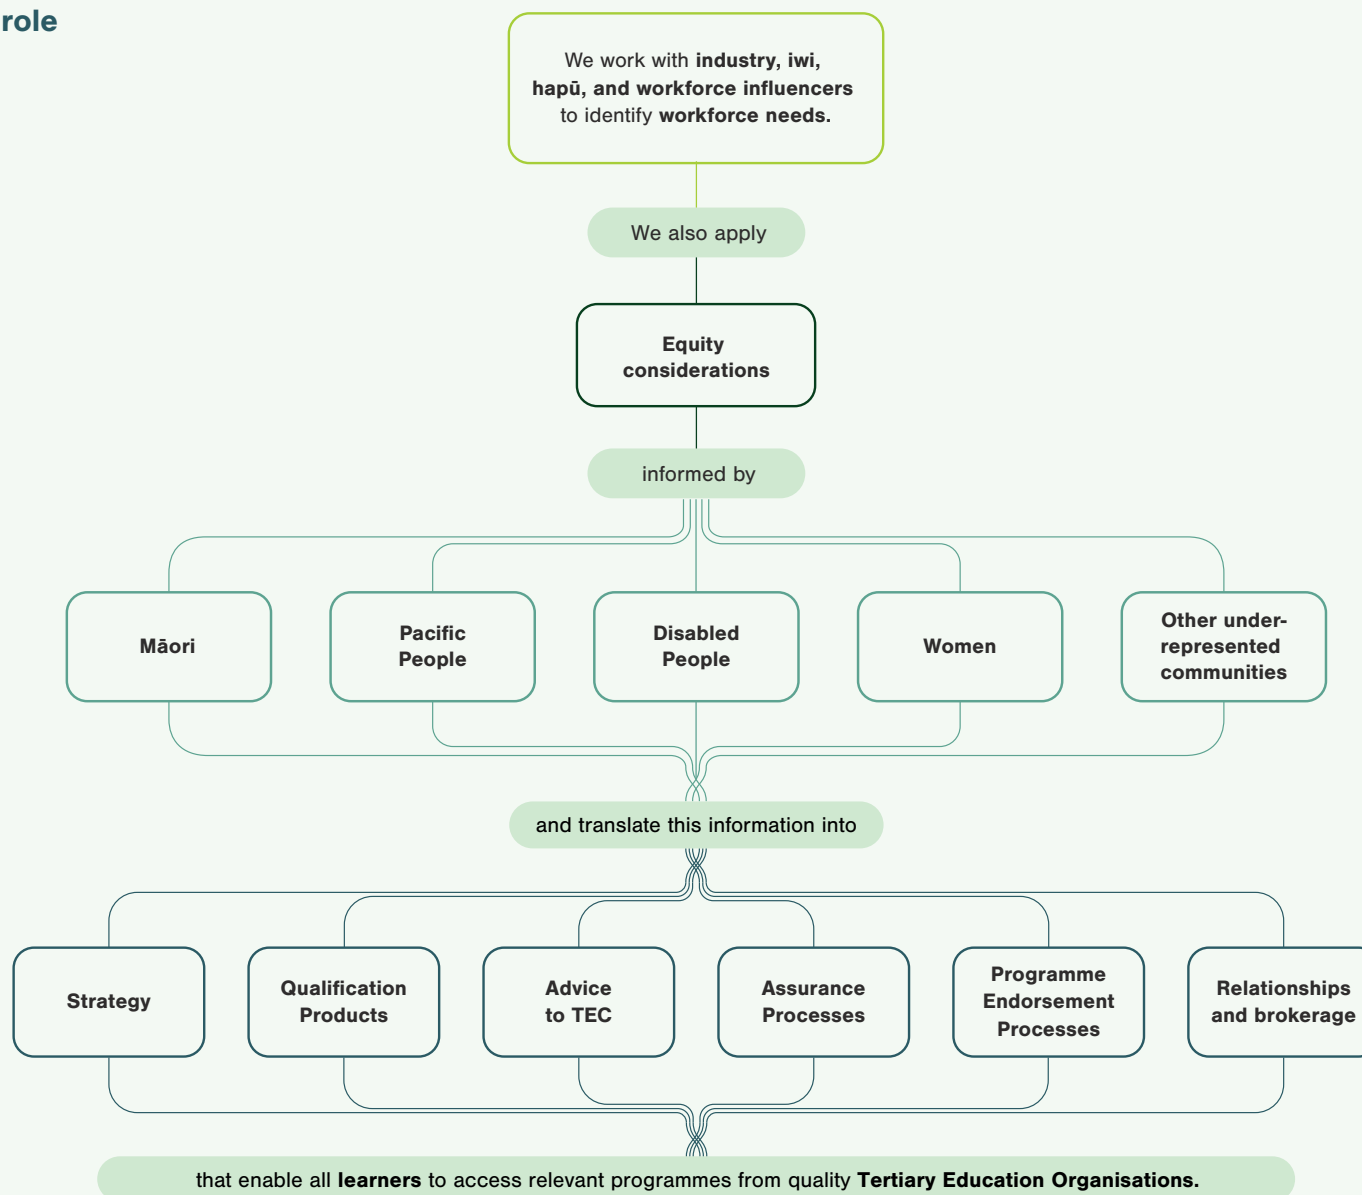 role
We work with industry, iwi,
hapū, and workforce influencers
to identify workforce needs.
We also apply
Equity
considerations
informed by
Māori
Pacific
People
Disabled
People
Women
Other under-
represented
communities
and translate this information into
Strategy
Qualification
Products
Advice
to TEC
Assurance
Processes
Programme
Endorsement
Processes
Relationships
and brokerage
that enable all learners to access relevant programmes from quality Tertiary Education Organisations.